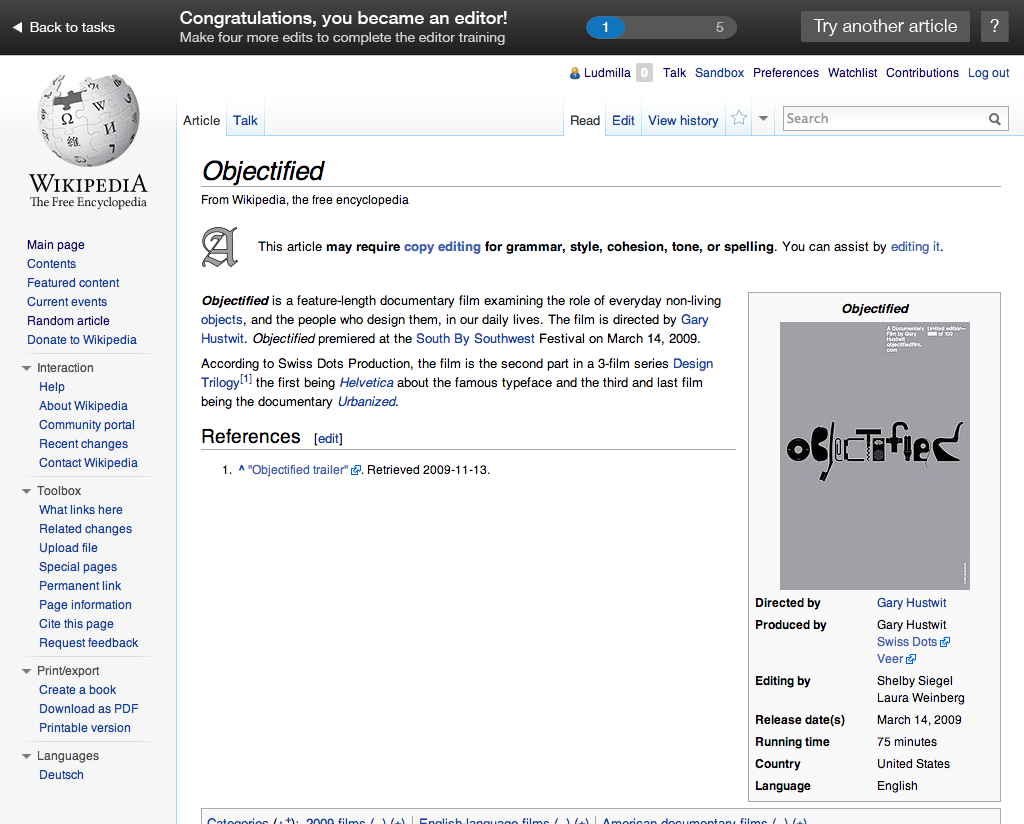 Back to tasks
Congratulations, you became an editor!
Make four more edits to complete the editor training
1 5
Try another article
?
Ludmilla 0 Talk Sandbox Preferences Watchlist Contributions Log out
Article Talk Read Edit View history Search
Ω W И 維
WIKIPEDIA
The Free Encyclopedia
Main page
Contents
Featured content
Current events
Random article
Donate to Wikipedia
Interaction
Help
About Wikipedia
Community portal
Recent changes
Contact Wikipedia
Toolbox
What links here
Related changes
Upload file
Special pages
Permanent link
Page information
Cite this page
Request feedback
Print/export
Create a book
Download as PDF
Printable version
Languages
Deutsch
Objectified
From Wikipedia, the free encyclopedia
A
This article may require copy editing for grammar, style, cohesion, tone, or spelling. You can assist by editing it.
Objectified is a feature-length documentary film examining the role of everyday non-living
objects, and the people who design them, in our daily lives. The film is directed by Gary
Hustwit. Objectified premiered at the South By Southwest Festival on March 14, 2009.
According to Swiss Dots Production, the film is the second part in a 3-film series Design
Trilogy[1] the first being Helvetica about the famous typeface and the third and last film
being the documentary Urbanized.
References [edit]
1. ^ "Objectified trailer". Retrieved 2009-11-13.
Objectified
A Documentary Limited edition
Film by Gary of 100
Hustwit
objectifiedfilm.
com
Objectified
Directed by Gary Hustwit
Produced by Gary Hustwit
Swiss Dots
Veer
Editing by Shelby Siegel
Laura Weinberg
Release date(s) March 14, 2009
Running time 75 minutes
Country United States
Language English
Categories (++): 2009 films (-) (±) | English-language films (-) (±) | American documentary films (-) (±)